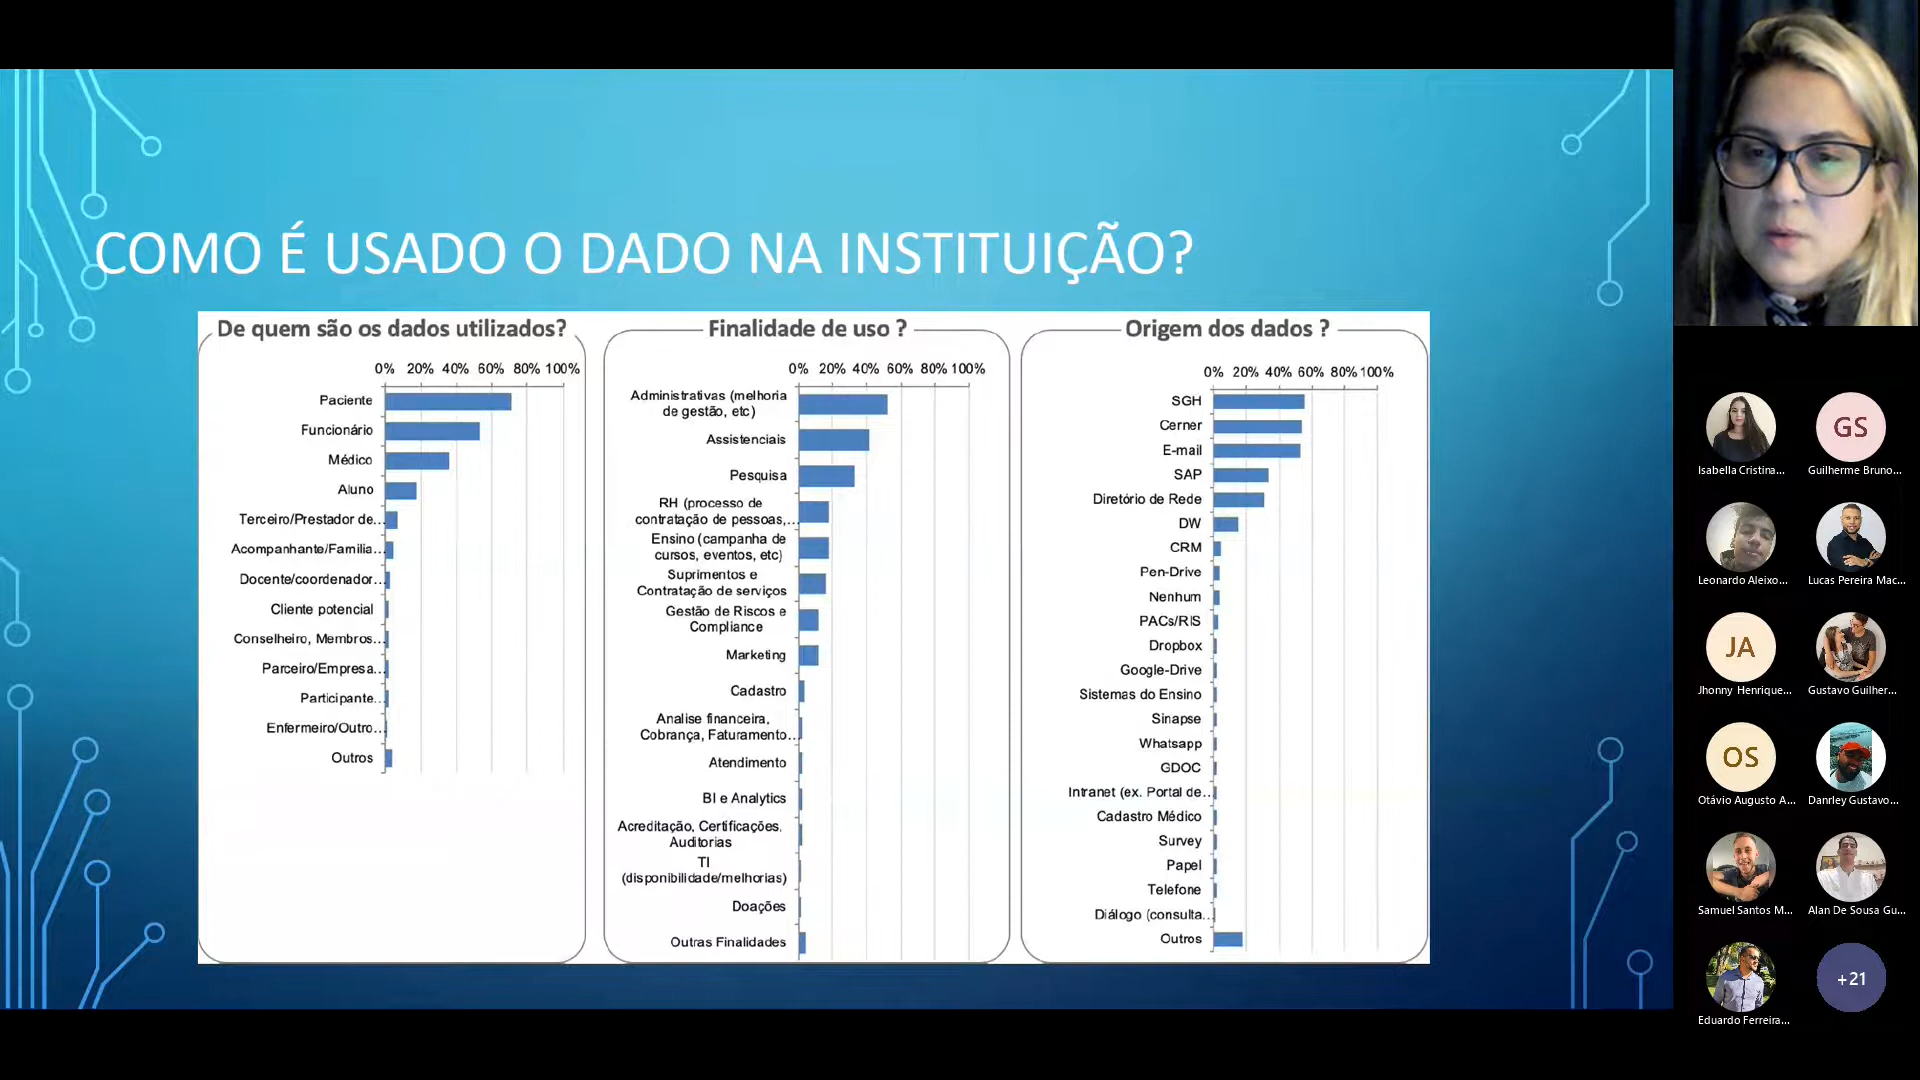 COMO É USADO O DADO NA INSTITUIÇÃO?
De quem são os dados utilizados?
0% 20% 40% 60% 80% 100%
Paciente
Funcionário
Médico
Aluno
Terceiro/Prestador de...
Acompanhante/Familia...
Docente/coordenador...
Cliente potencial
Conselheiro, Membros...
Parceiro/Empresa...
Participante...
Enfermeiro/Outro...
Outros
Finalidade de uso ?
0% 20% 40% 60% 80% 100%
Administrativas (melhoria
de gestão, etc)
Assistenciais
Pesquisa
RH (processo de
contratação de pessoas,...
Ensino (campanha de
cursos, eventos, etc)
Suprimentos e
Contratação de serviços
Gestão de Riscos e
Compliance
Marketing
Cadastro
Analise financeira,
Cobrança, Faturamento...
Atendimento
BI e Analytics
Acreditação, Certificações,
Auditorias
TI
(disponibilidade/melhorias)
Doações
Outras Finalidades
Origem dos dados ?
0% 20% 40% 60% 80% 100%
SGH
Cerner
E-mail
SAP
Diretório de Rede
DW
CRM
Pen-Drive
Nenhum
PACs/RIS
Dropbox
Google-Drive
Sistemas do Ensino
Sinapse
Whatsapp
GDOC
Intranet (ex. Portal de...
Cadastro Médico
Survey
Papel
Telefone
Diálogo (consulta...
Outros
GS
Isabella Cristina...
Guilherme Bruno...
Leonardo Aleixo...
Lucas Pereira Mac...
JA
Jhonny Henrique...
Gustavo Guilher...
OS
Otávio Augusto A...
Danrley Gustavo...
Samuel Santos M...
Alan De Sousa Gu...
+21
Eduardo Ferreira...